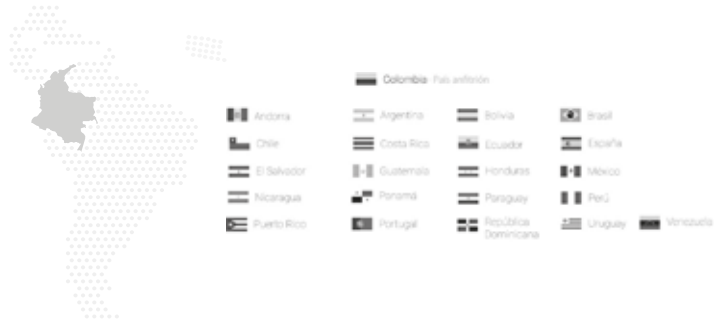 Colombia País anfitrión
Andorra Argentina Bolivia Brasil
Chile Costa Rica Ecuador España
El Salvador Guatemala Honduras México
Nicaragua Panamá Paraguay Perú
Puerto Rico Portugal República Dominicana Uruguay Venezuela